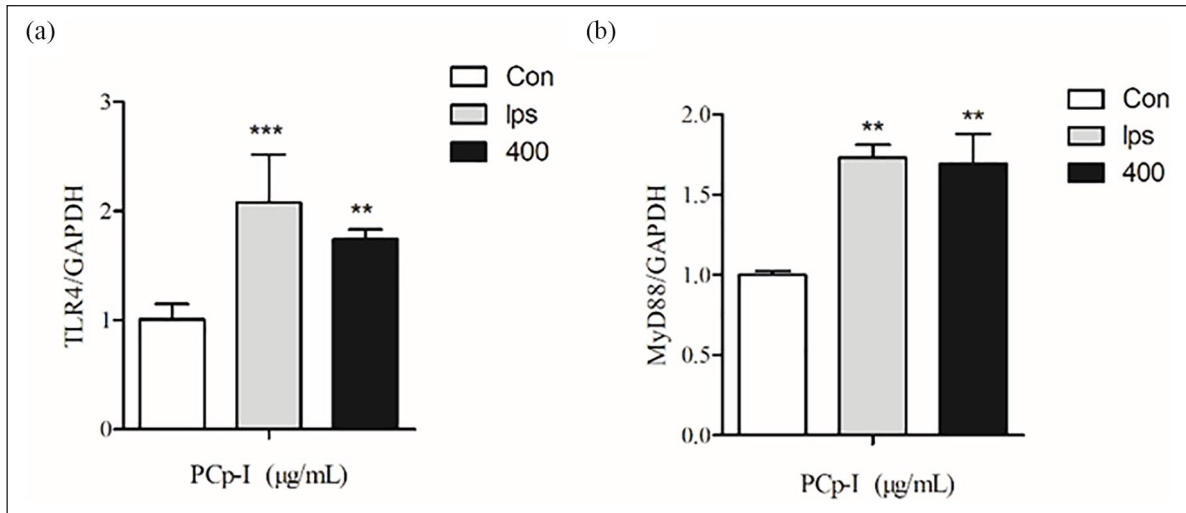 (a)
Con
lps
400
3
2
1
0
***
**
TLR4/GAPDH
PCp-I (μg/mL)
(b)
Con
lps
400
2.0
1.5
1.0
0.5
0.0
**
**
MyD88/GAPDH
PCp-I (μg/mL)